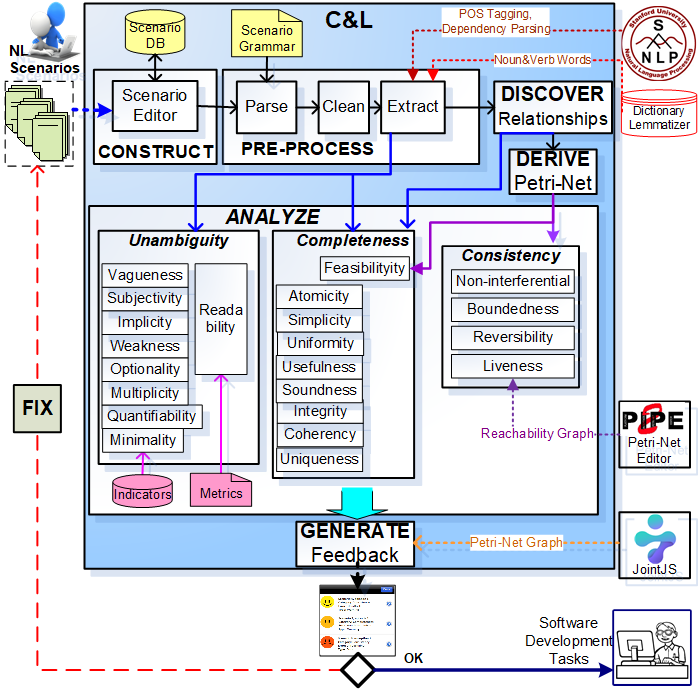 C&L
NL
Scenarios
Scenario
DB
Scenario
Grammar
POS Tagging,
Dependency Parsing
Stanford University
NLP
Natural Language Processing
Noun&Verb Words
Dictionary
Lemmatizer
Scenario
Editor
CONSTRUCT
Parse
Clean
Extract
PRE-PROCESS
DISCOVER
Relationships
DERIVE
Petri-Net
ANALYZE
Unambiguity
Vagueness
Subjectivity
Implicity
Weakness
Optionality
Multiplicity
Quantifiability
Minimality
Reada
bility
Indicators
Metrics
Completeness
Feasibilityity
Atomicity
Simplicity
Uniformity
Usefulness
Soundness
Integrity
Coherency
Uniqueness
Consistency
Non-interferential
Boundedness
Reversibility
Liveness
Reachability Graph
PIPE
Petri-Net
Editor
FIX
GENERATE
Feedback
Petri-Net Graph
JointJS
OK
Software
Development
Tasks